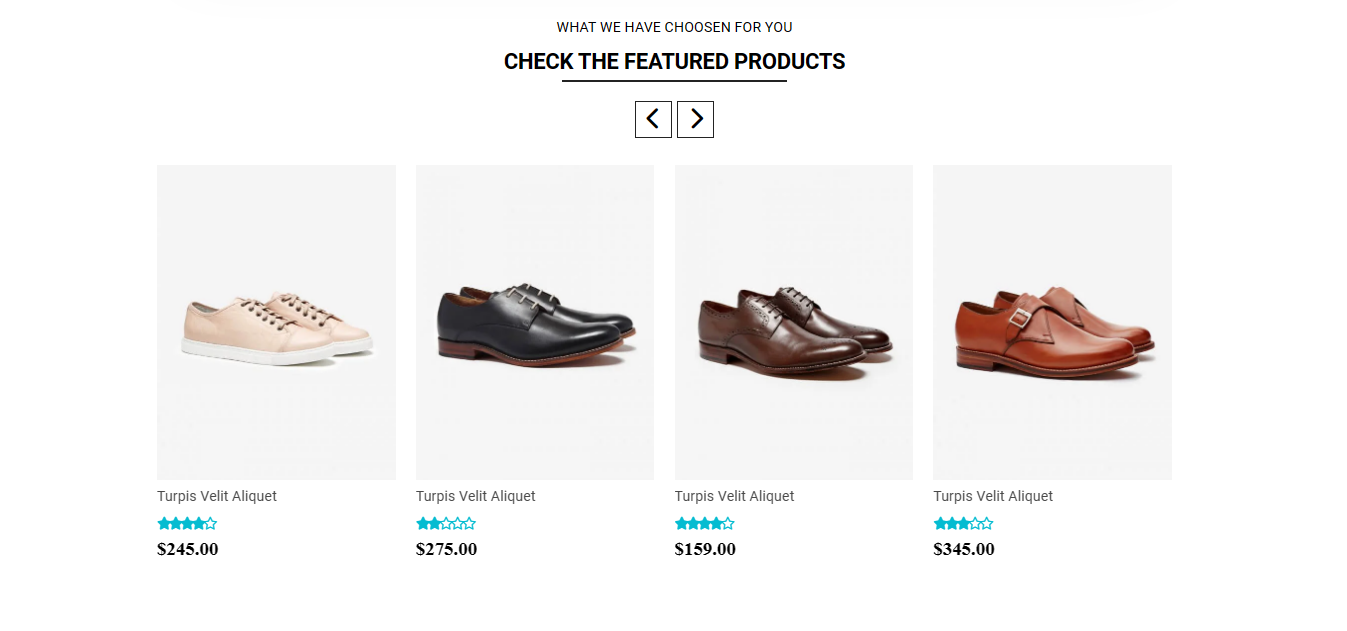 WHAT WE HAVE CHOOSEN FOR YOU
CHECK THE FEATURED PRODUCTS
Turpis Velit Aliquet
$245.00
Turpis Velit Aliquet
$275.00
Turpis Velit Aliquet
$159.00
Turpis Velit Aliquet
$345.00